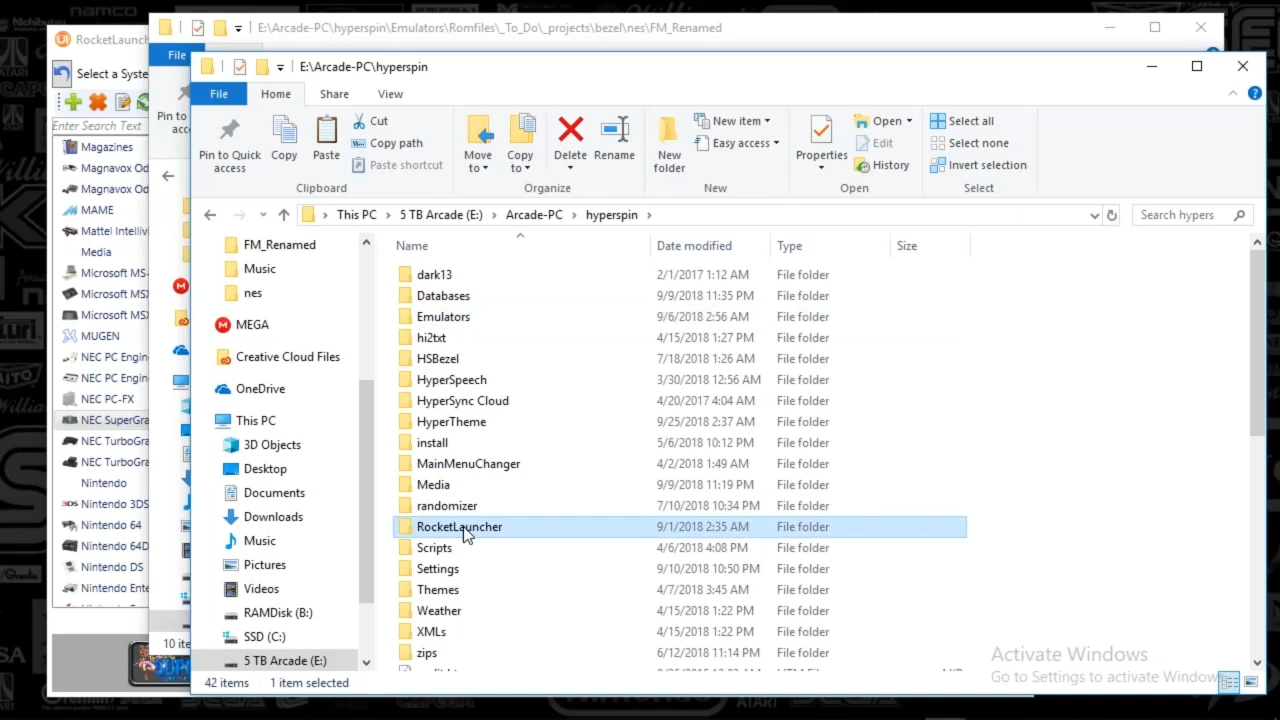 E:\Arcade-PC\hyperspin\Emulators\Romfiles\_To_Do\_projects\bezel\nes\FM_Renamed
RocketLaunch
File
Select a Syste
Enter Search Text
Magazines
Magnavox Od
Magnavox Od
MAME
Mattel Intelliv
Media
Microsoft MS-
Microsoft MSX
Microsoft MSX
MUGEN
NEC PC Engin
NEC PC Engin
NEC PC-FX
NEC SuperGra
NEC TurboGra
NEC TurboGra
Nintendo
Nintendo 3DS
Nintendo 64
Nintendo 64D
Nintendo DS
Nintendo Ente
Pin to
acc
10 ite
E:\Arcade-PC\hyperspin
File Home Share View
Pin to Quick access
Copy
Paste
Cut
Copy path
Paste shortcut
Clipboard
Move to
Copy to
Delete
Rename
Organize
New folder
New item
Easy access
New
Properties
Open
Edit
History
Open
Select all
Select none
Invert selection
Select
This PC > 5 TB Arcade (E:) > Arcade-PC > hyperspin >
Search hypers
FM_Renamed
Music
nes
MEGA
Creative Cloud Files
OneDrive
This PC
3D Objects
Desktop
Documents
Downloads
Music
Pictures
Videos
RAMDisk (B:)
SSD (C:)
5 TB Arcade (E:)
Name Date modified Type Size
dark13 2/1/2017 1:12 AM File folder
Databases 9/9/2018 11:35 PM File folder
Emulators 9/6/2018 2:56 AM File folder
hi2txt 4/15/2018 1:27 PM File folder
HSBezel 7/18/2018 1:26 AM File folder
HyperSpeech 3/30/2018 12:56 AM File folder
HyperSync Cloud 4/20/2017 4:04 AM File folder
HyperTheme 9/25/2018 2:37 AM File folder
install 5/6/2018 10:12 PM File folder
MainMenuChanger 4/2/2018 1:49 AM File folder
Media 9/9/2018 11:19 PM File folder
randomizer 7/10/2018 10:34 PM File folder
RocketLauncher 9/1/2018 2:35 AM File folder
Scripts 4/6/2018 4:08 PM File folder
Settings 9/10/2018 10:50 PM File folder
Themes 4/7/2018 3:45 AM File folder
Weather 4/15/2018 1:22 PM File folder
XMLs 4/15/2018 1:22 PM File folder
zips 6/12/2018 11:14 PM File folder
42 items 1 item selected
Activate Windows
Go to Settings to activate Windows